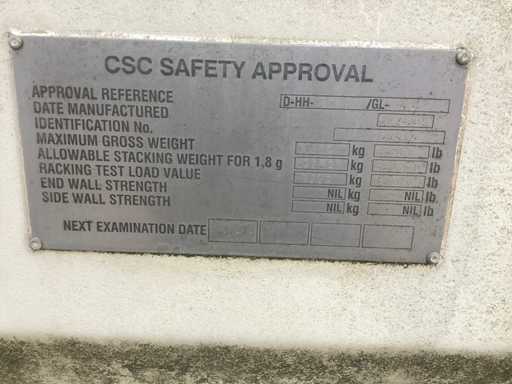 CSC SAFETY APPROVAL
APPROVAL REFERENCE D-HH- /GL-
DATE MANUFACTURED
IDENTIFICATION No.
MAXIMUM GROSS WEIGHT kg lb
ALLOWABLE STACKING WEIGHT FOR 1,8 g kg lb
RACKING TEST LOAD VALUE kg lb
END WALL STRENGTH NIL kg NIL lb
SIDE WALL STRENGTH NIL kg NIL lb
NEXT EXAMINATION DATE